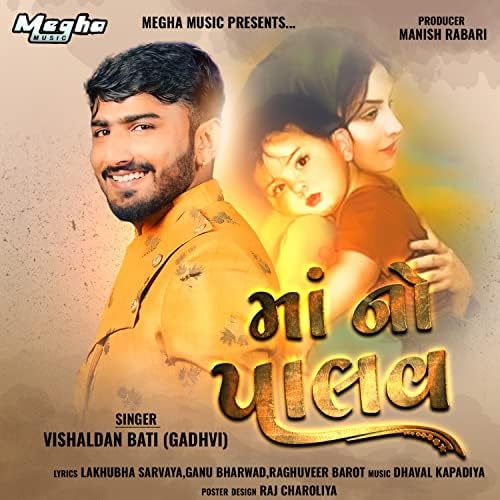 Megha
MUSIC
MEGHA MUSIC PRESENTS...
PRODUCER
MANISH RABARI
માં નો
પાલવ
SINGER
VISHALDAN BATI (GADHVI)
LYRICS LAKHUBHA SARVAYA,GANU BHARWAD,RAGHUVEER BAROT MUSIC DHAVAL KAPADIYA
POSTER DESIGN RAJ CHAROLIYA